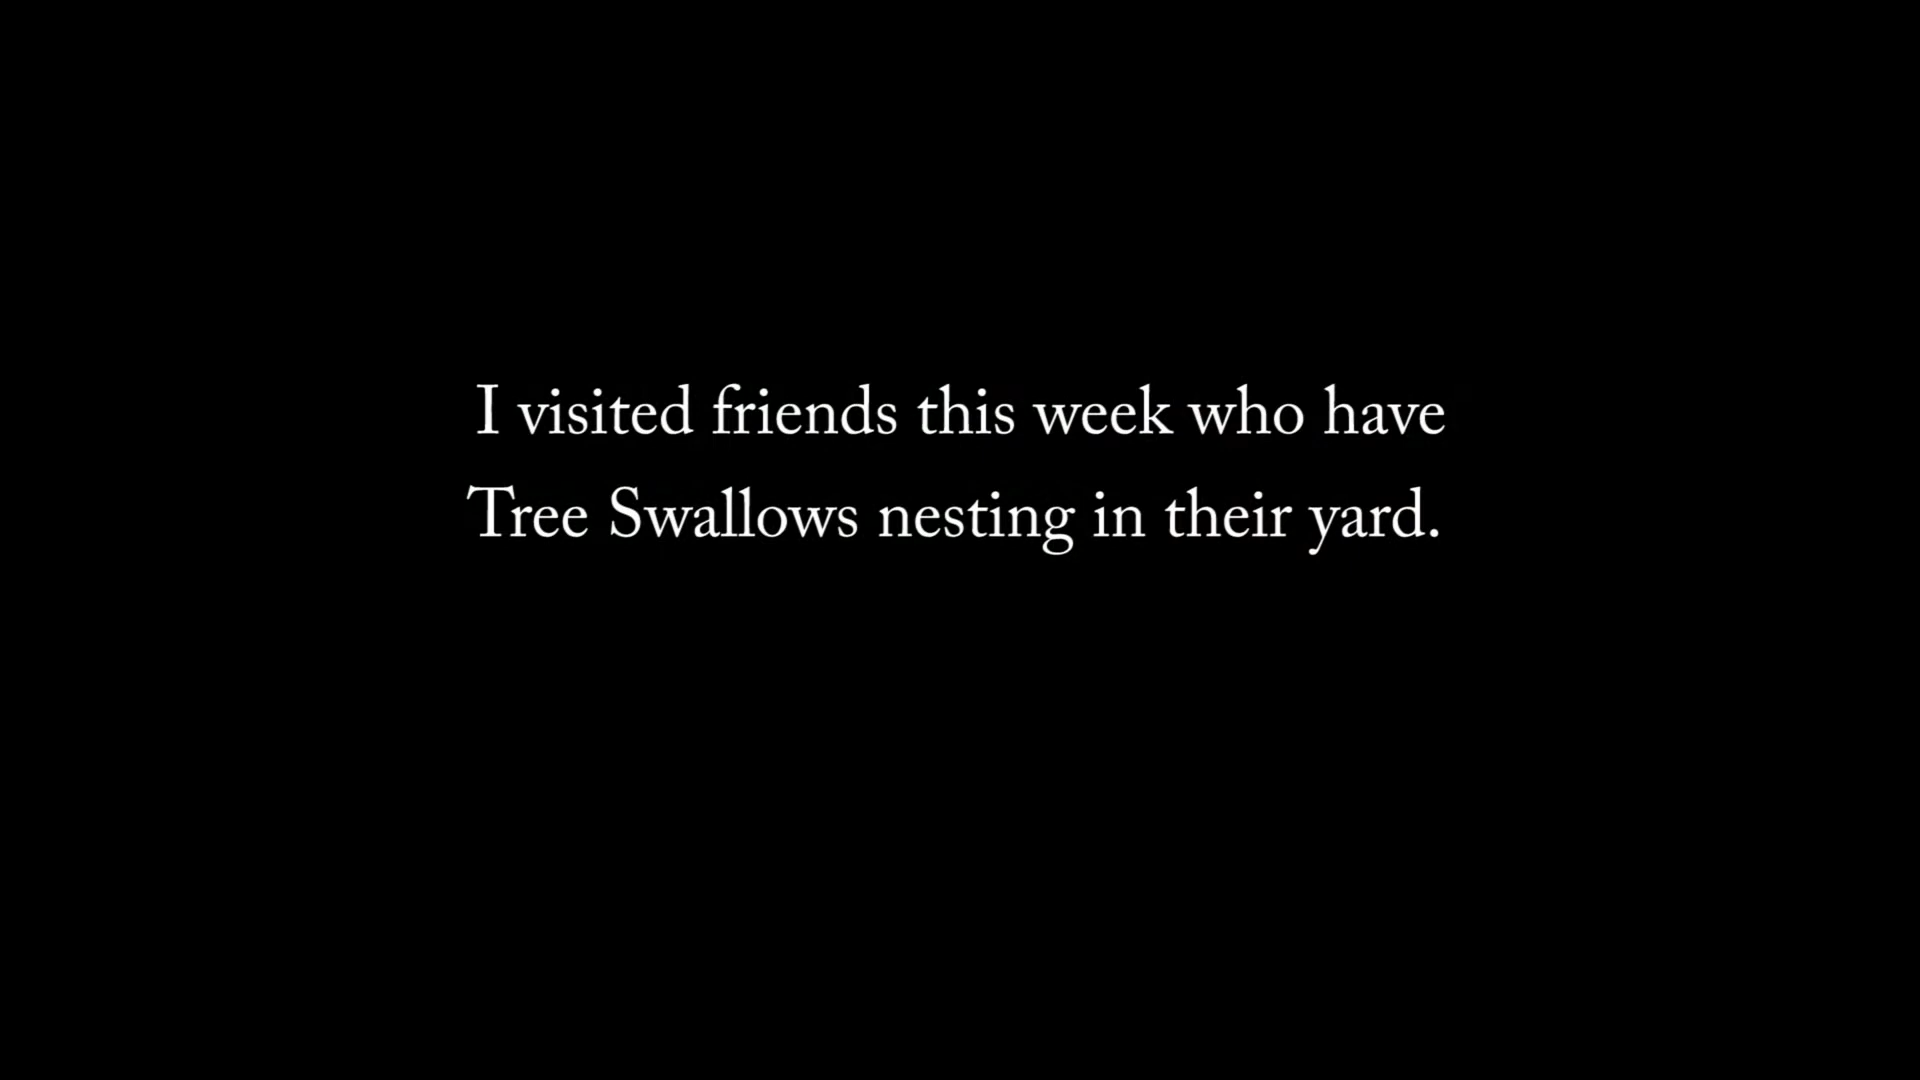 I visited friends this week who have
Tree Swallows nesting in their yard.